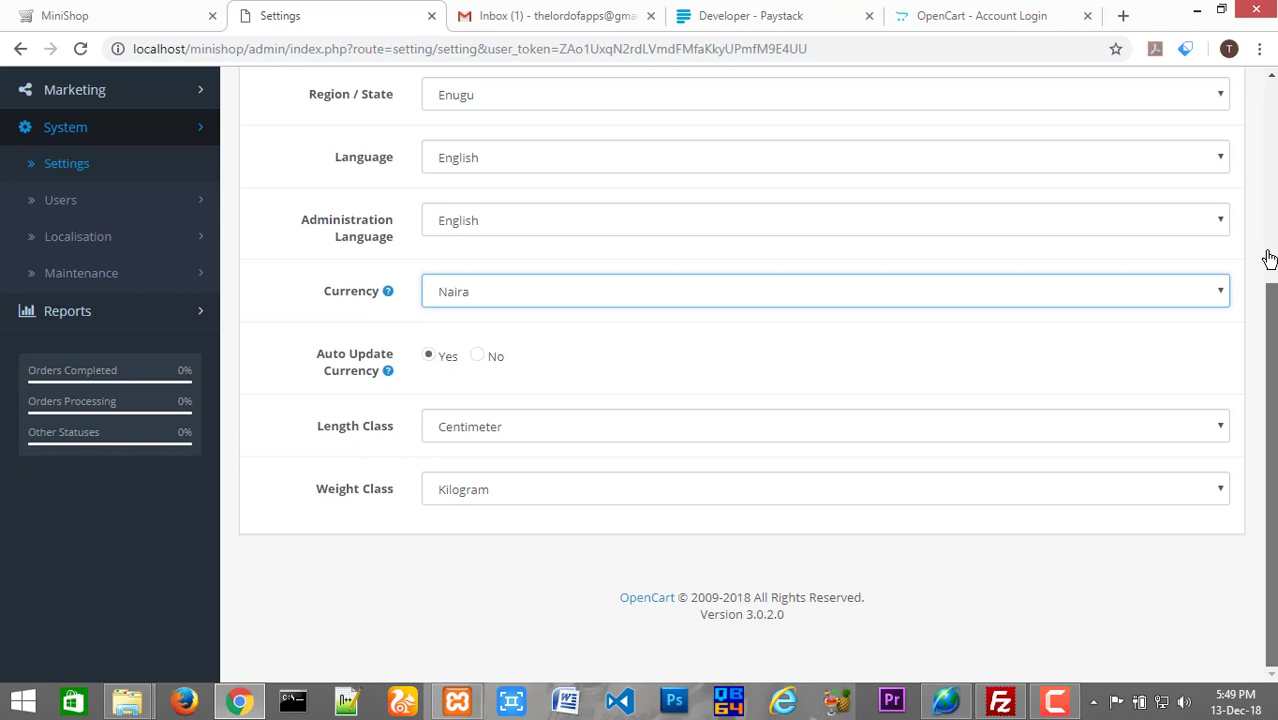 MiniShop
Settings
Inbox (1) - thelordofapps@gma
Developer - Paystack
OpenCart - Account Login
localhost/minishop/admin/index.php?route=setting/setting&user_token=ZAo1UxqN2rdLVmdFMfaKkyUPmYM9E4UU
T
Marketing
System
Settings
Users
Localisation
Maintenance
Reports
Orders Completed 0%
Orders Processing 0%
Other Statuses 0%
Region / State Enugu
Language English
Administration
Language
English
Currency Naira
Auto Update
Currency
Yes No
Length Class Centimeter
Weight Class Kilogram
OpenCart © 2009-2018 All Rights Reserved.
Version 3.0.2.0
5:49 PM
13-Dec-18